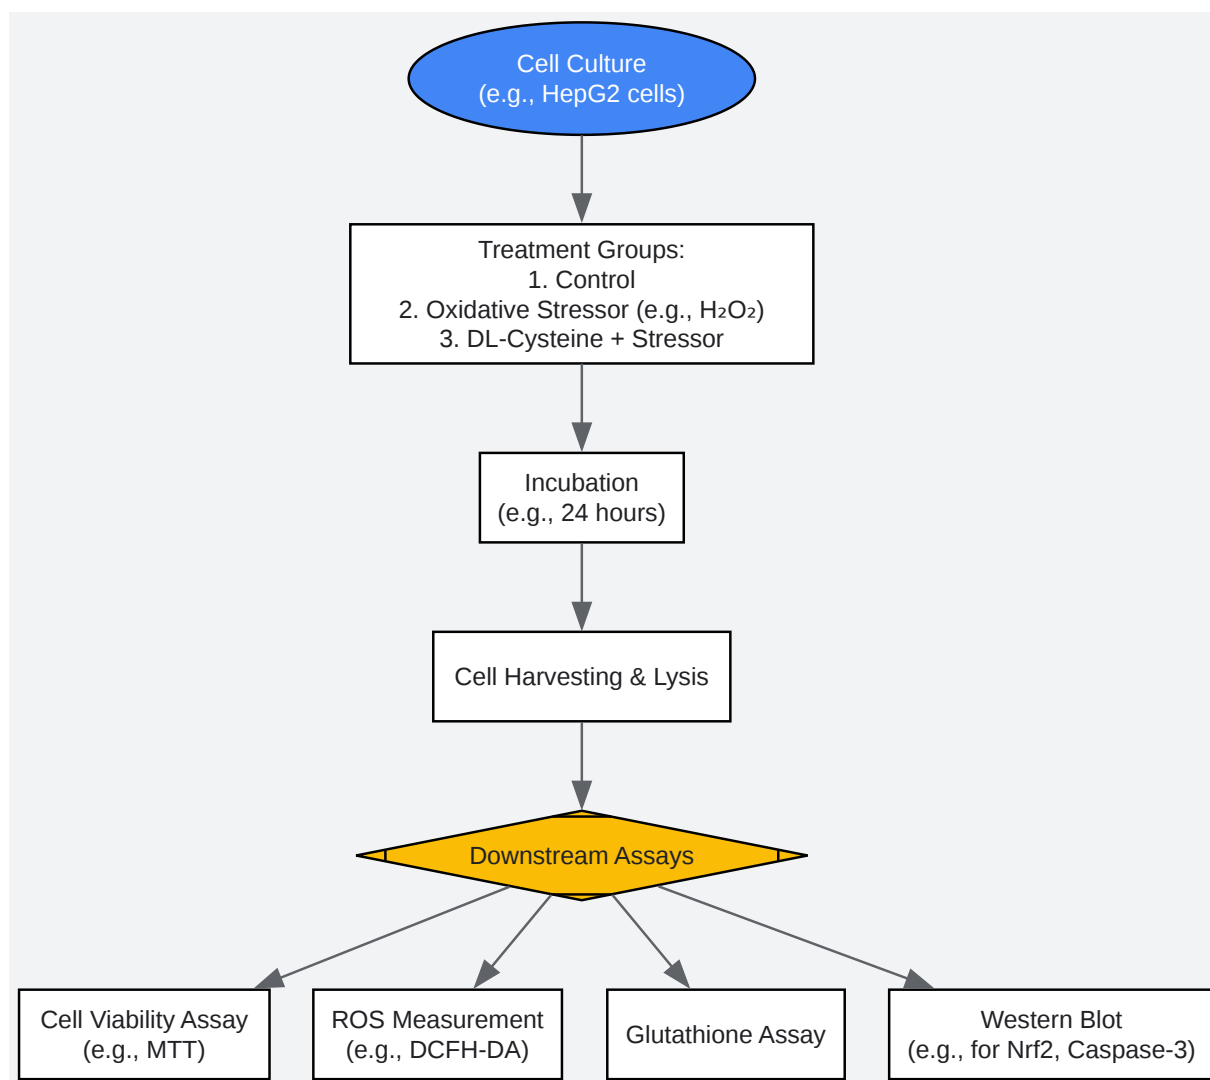 Cell Culture
(e.g., HepG2 cells)
Treatment Groups:
1. Control
2. Oxidative Stressor (e.g., H₂O₂)
3. DL-Cysteine + Stressor
Incubation
(e.g., 24 hours)
Cell Harvesting & Lysis
Downstream Assays
Cell Viability Assay
(e.g., MTT)
ROS Measurement
(e.g., DCFH-DA)
Glutathione Assay
Western Blot
(e.g., for Nrf2, Caspase-3)